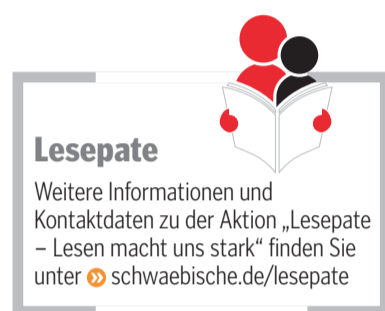 Lesepate
Weitere Informationen und
Kontaktdaten zu der Aktion „Lesepate
– Lesen macht uns stark“ finden Sie
unter » schwaebische.de/lesepate